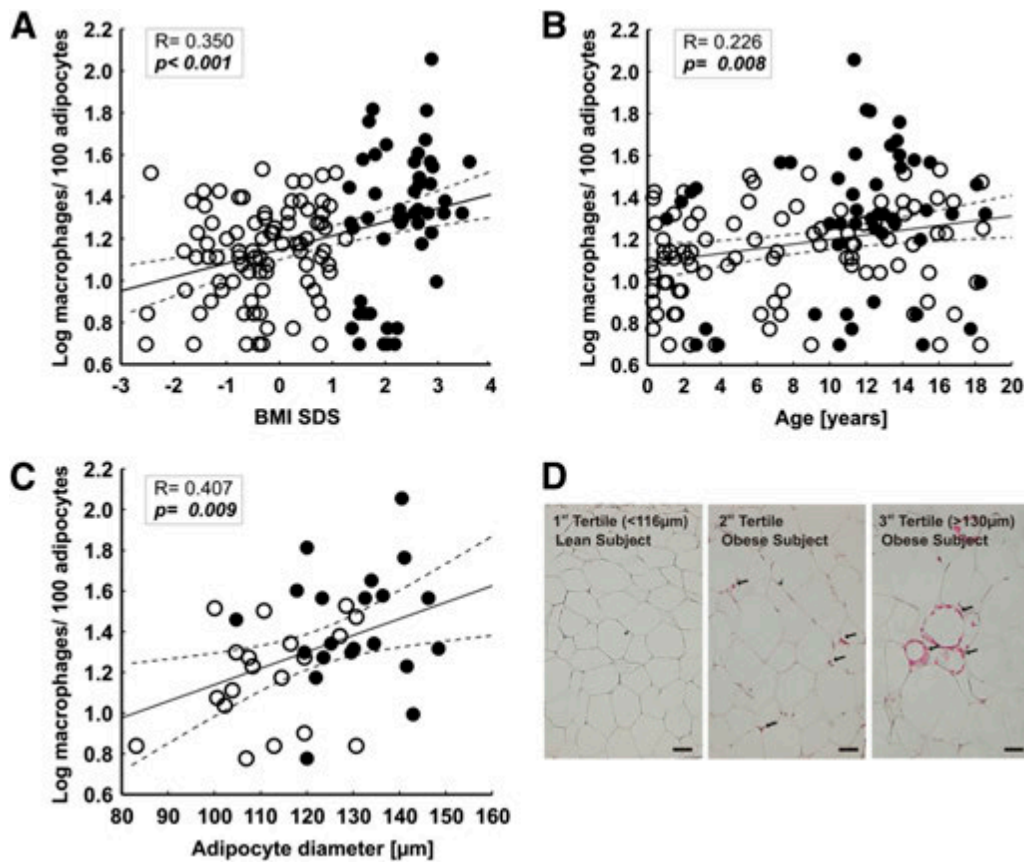 A
Log macrophages/ 100 adipocytes
2.2
2.0
1.8
1.6
1.4
1.2
1.0
0.8
0.6
R= 0.350
p< 0.001
-3 -2 -1 0 1 2 3 4
BMI SDS
B
Log macrophages/ 100 adipocytes
2.2
2.0
1.8
1.6
1.4
1.2
1.0
0.8
0.6
R= 0.226
p= 0.008
0 2 4 6 8 10 12 14 16 18 20
Age [years]
C
Log macrophages/ 100 adipocytes
2.2
2.0
1.8
1.6
1.4
1.2
1.0
0.8
0.6
R= 0.407
p= 0.009
80 90 100 110 120 130 140 150 160
Adipocyte diameter [µm]
D
1st Tertile (<116µm)
Lean Subject
2st Tertile
Obese Subject
3st Tertile (>130µm)
Obese Subject